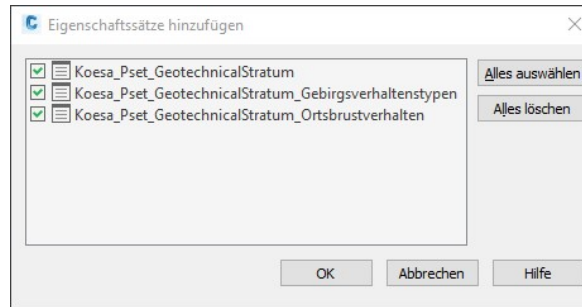 C Eigenschaftssätze hinzufügen
Koesa_Pset_GeotechnicalStratum
Koesa_Pset_GeotechnicalStratum_Gebirgsverhaltenstypen
Koesa_Pset_GeotechnicalStratum_Ortsbrustverhalten
Alles auswählen
Alles löschen
OK Abbrechen Hilfe